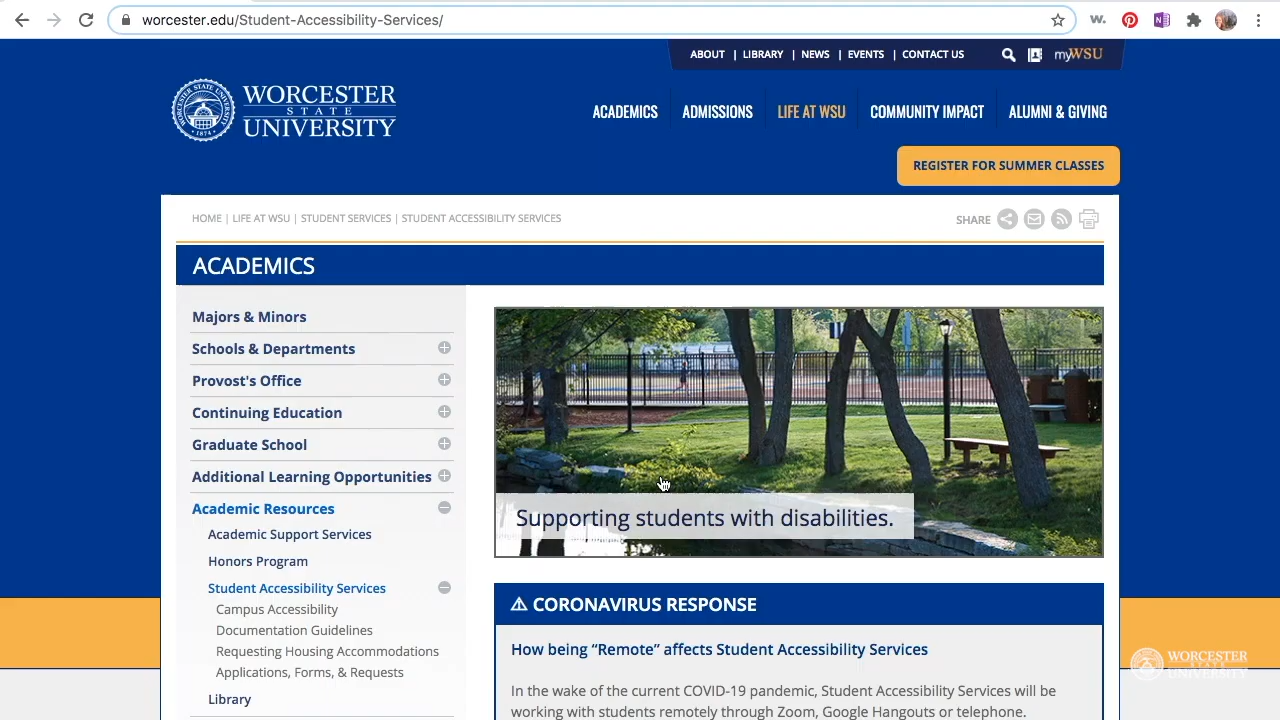 worcester.edu/Student-Accessibility-Services/
W.
N
ABOUT | LIBRARY | NEWS | EVENTS | CONTACT US
myWSU
WORCESTER
STATE
UNIVERSITY
1874
ACADEMICS ADMISSIONS LIFE AT WSU COMMUNITY IMPACT ALUMNI & GIVING
REGISTER FOR SUMMER CLASSES
HOME | LIFE AT WSU | STUDENT SERVICES | STUDENT ACCESSIBILITY SERVICES
SHARE
ACADEMICS
Majors & Minors
Schools & Departments
Provost's Office
Continuing Education
Graduate School
Additional Learning Opportunities
Academic Resources
Academic Support Services
Honors Program
Student Accessibility Services
Campus Accessibility
Documentation Guidelines
Requesting Housing Accommodations
Applications, Forms, & Requests
Library
Supporting students with disabilities.
CORONAVIRUS RESPONSE
How being “Remote” affects Student Accessibility Services
In the wake of the current COVID-19 pandemic, Student Accessibility Services will be
working with students remotely through Zoom, Google Hangouts or telephone.
WORCESTER
STATE
UNIVERSITY